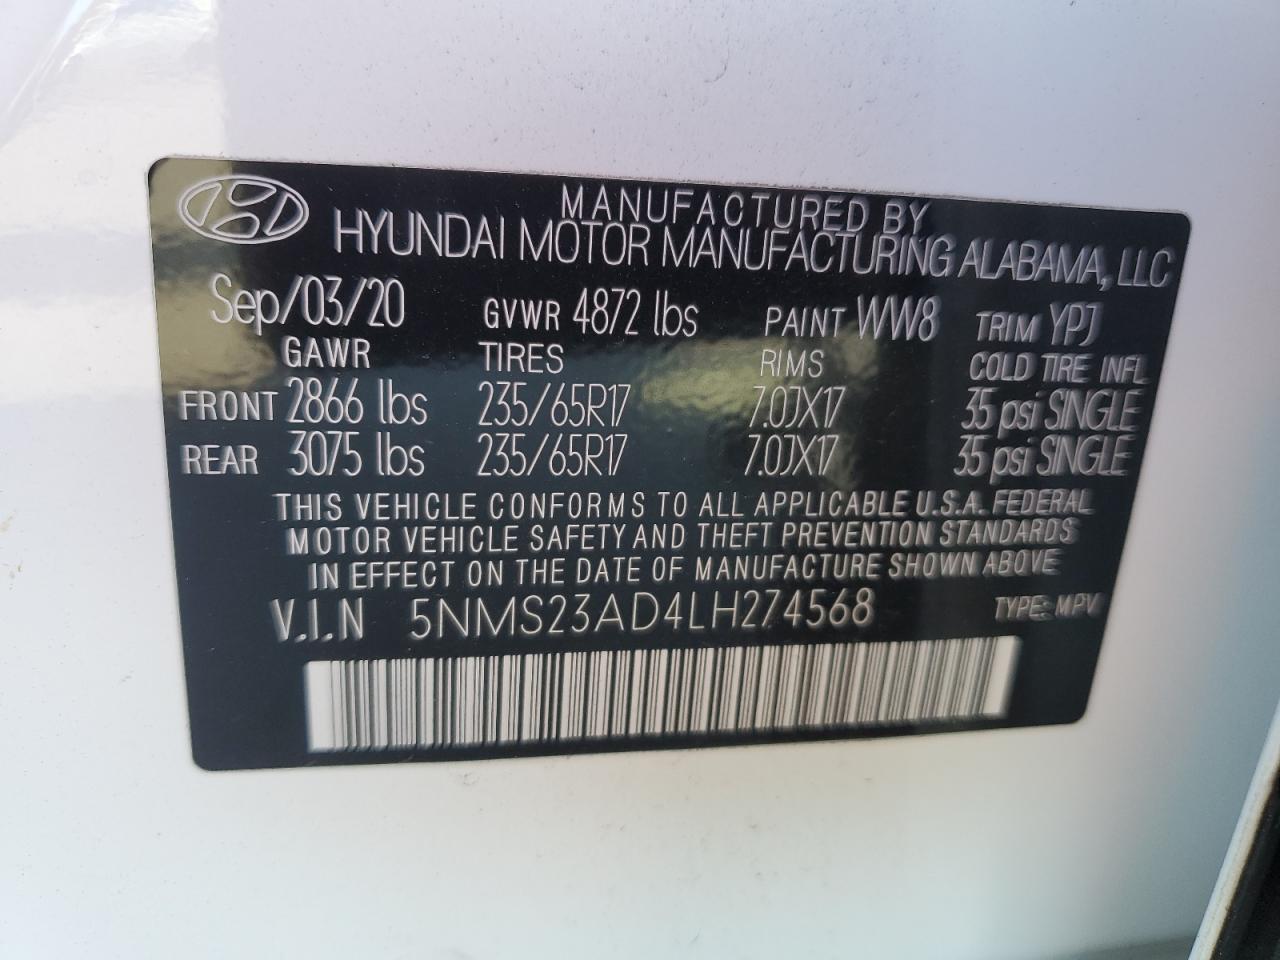 MANUFACTURED BY
HYUNDAI MOTOR MANUFACTURING ALABAMA, LLC
Sep/03/20 GVWR 4872 lbs PAINT WW8 TRIM YPJ
GAWR TIRES RIMS COLD TIRE INFL
FRONT 2866 lbs 235/65R17 7.0JX17 35 psi SINGLE
REAR 3075 lbs 235/65R17 7.0JX17 35 psi SINGLE
THIS VEHICLE CONFORMS TO ALL APPLICABLE U.S.A. FEDERAL
MOTOR VEHICLE SAFETY AND THEFT PREVENTION STANDARDS
IN EFFECT ON THE DATE OF MANUFACTURE SHOWN ABOVE
V.I.N 5NMS23AD4LH274568 TYPE: MPV